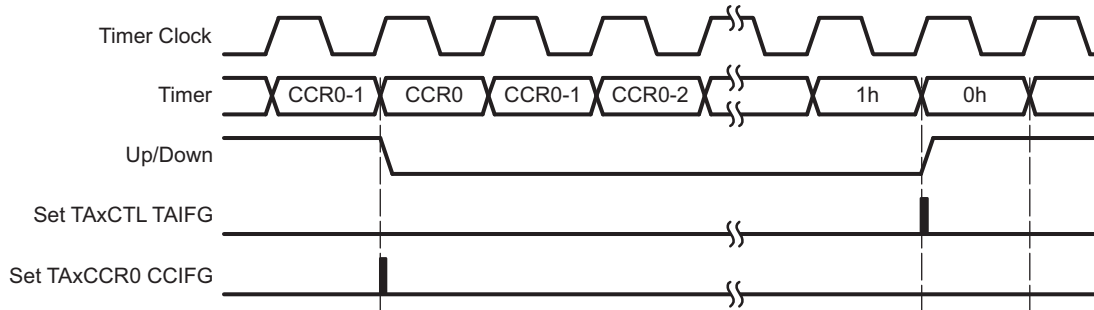 Timer Clock
Timer CCR0-1 CCR0 CCR0-1 CCR0-2 1h 0h
Up/Down
Set TAxCTL TAIFG
Set TAxCCR0 CCIFG